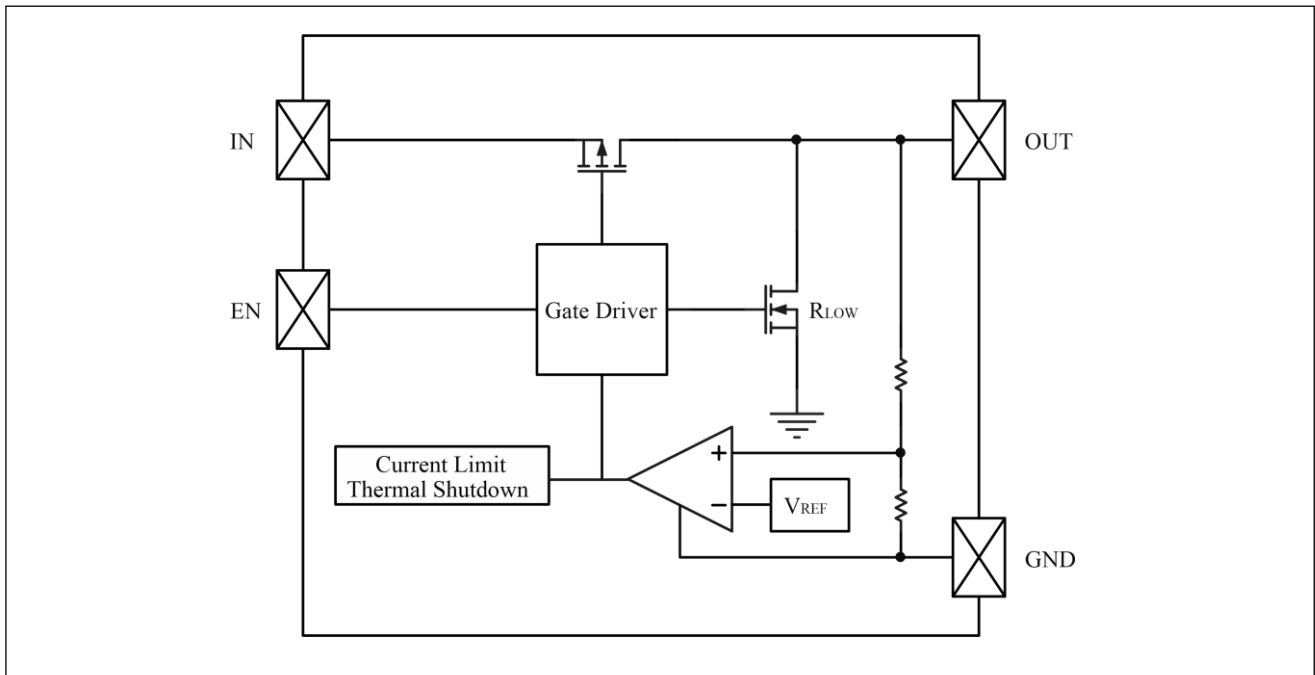 IN
OUT
EN
Gate Driver
RLOW
Current Limit
Thermal Shutdown
+
−
VREF
GND